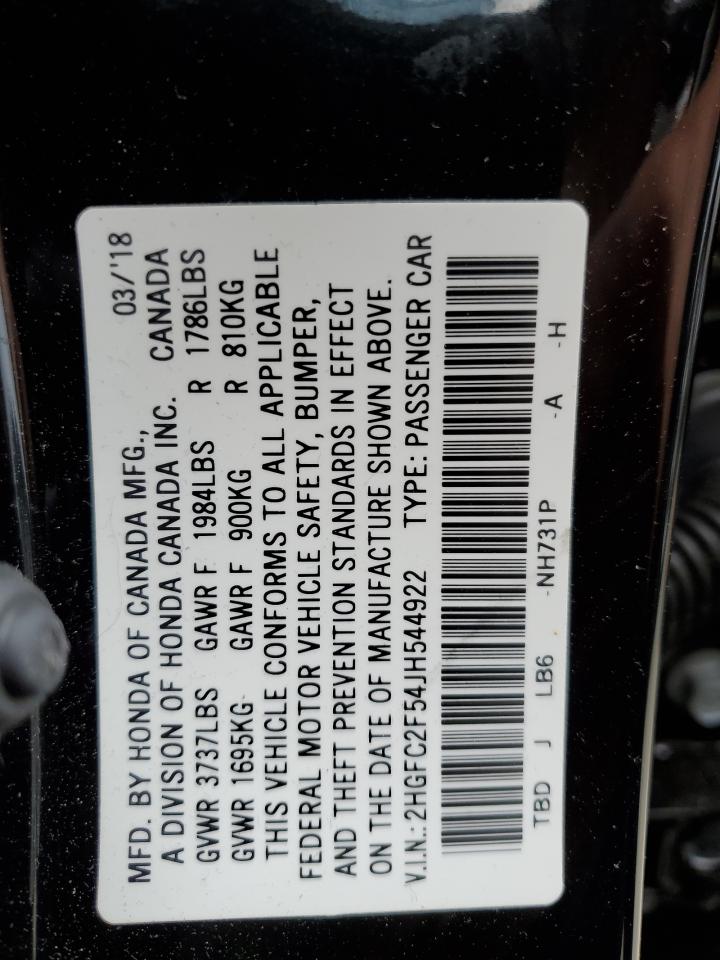 MFD. BY HONDA OF CANADA MFG., 03/'18
A DIVISION OF HONDA CANADA INC. CANADA
GVWR 3737LBS GAWR F 1984LBS R 1786LBS
GVWR 1695KG GAWR F 900KG R 810KG
THIS VEHICLE CONFORMS TO ALL APPLICABLE
FEDERAL MOTOR VEHICLE SAFETY, BUMPER,
AND THEFT PREVENTION STANDARDS IN EFFECT
ON THE DATE OF MANUFACTURE SHOWN ABOVE.
V.I.N.: 2HGFC2F54JH544922 TYPE: PASSENGER CAR
TBD J LB6 -NH731P -A -H